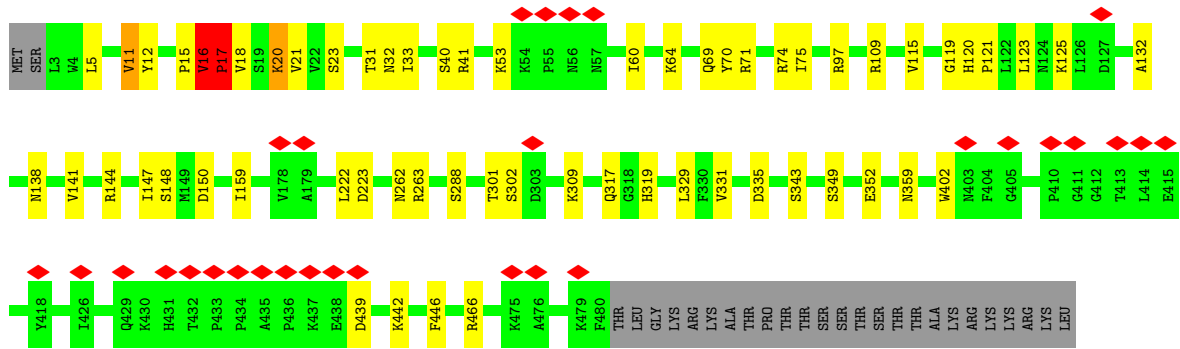 MET SER L3 W4 L5 V11 Y12 P15 V16 P17 V18 S19 K20 V21 V22 S23 T31 N32 I33 S40 R41 K53 K54 P55 N56 N57 I60 K64 Q69 Y70 R71 R74 I75 R97 R109 V115 G119 H120 P121 L122 L123 N124 K125 L126 D127 A132
N138 V141 R144 I147 S148 M149 D150 I159 V178 A179 L222 D223 N262 R263 S288 T301 S302 D303 K309 Q317 G318 H319 L329 F330 V331 D335 S343 S349 E352 N359 W402 N403 F404 G405 P410 G411 G412 T413 L414 E415
Y418 I426 Q429 K430 H431 T432 P433 P434 A435 P436 K437 E438 D439 K442 F446 R466 K475 A476 K479 F480 THR LEU GLY LYS ARG LYS ALA THR PRO THR THR SER SER THR SER THR THR ALA LYS ARG LYS LYS ARG LYS LEU